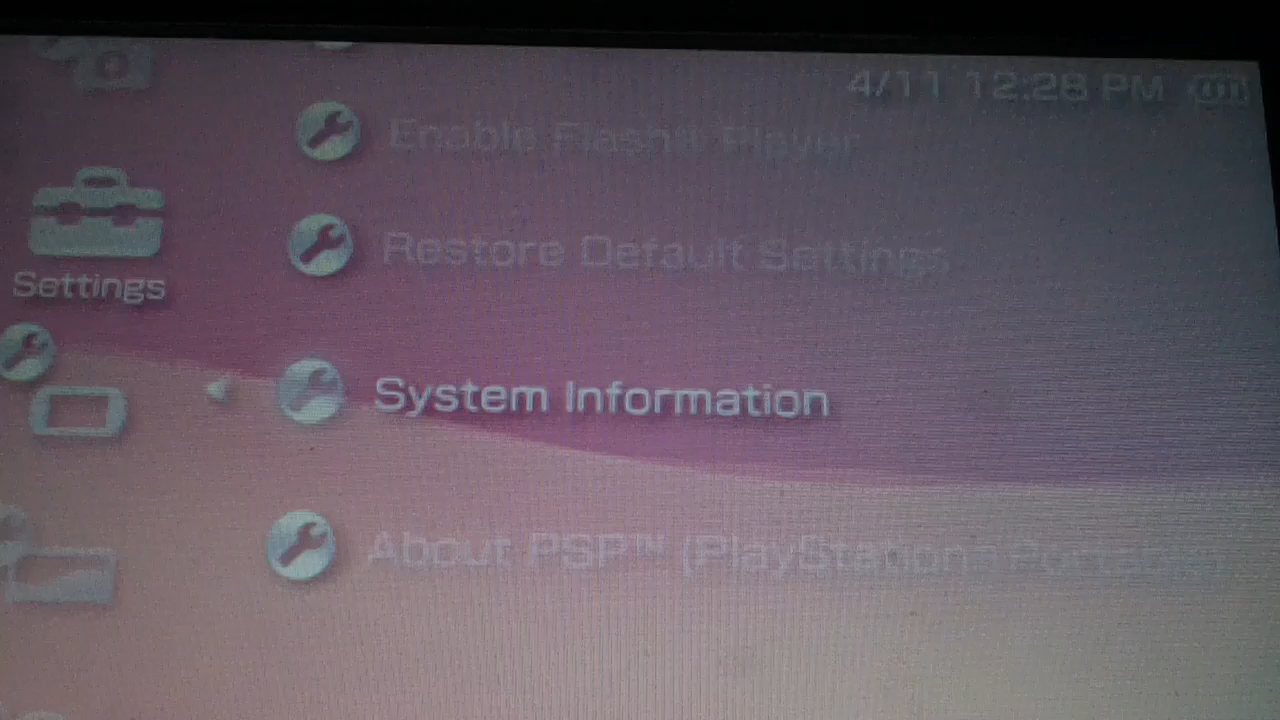 4/11 12:28 PM
Enable Flash® Player
Restore Default Settings
Settings
System Information
About PSP™ (PlayStation® Portable)